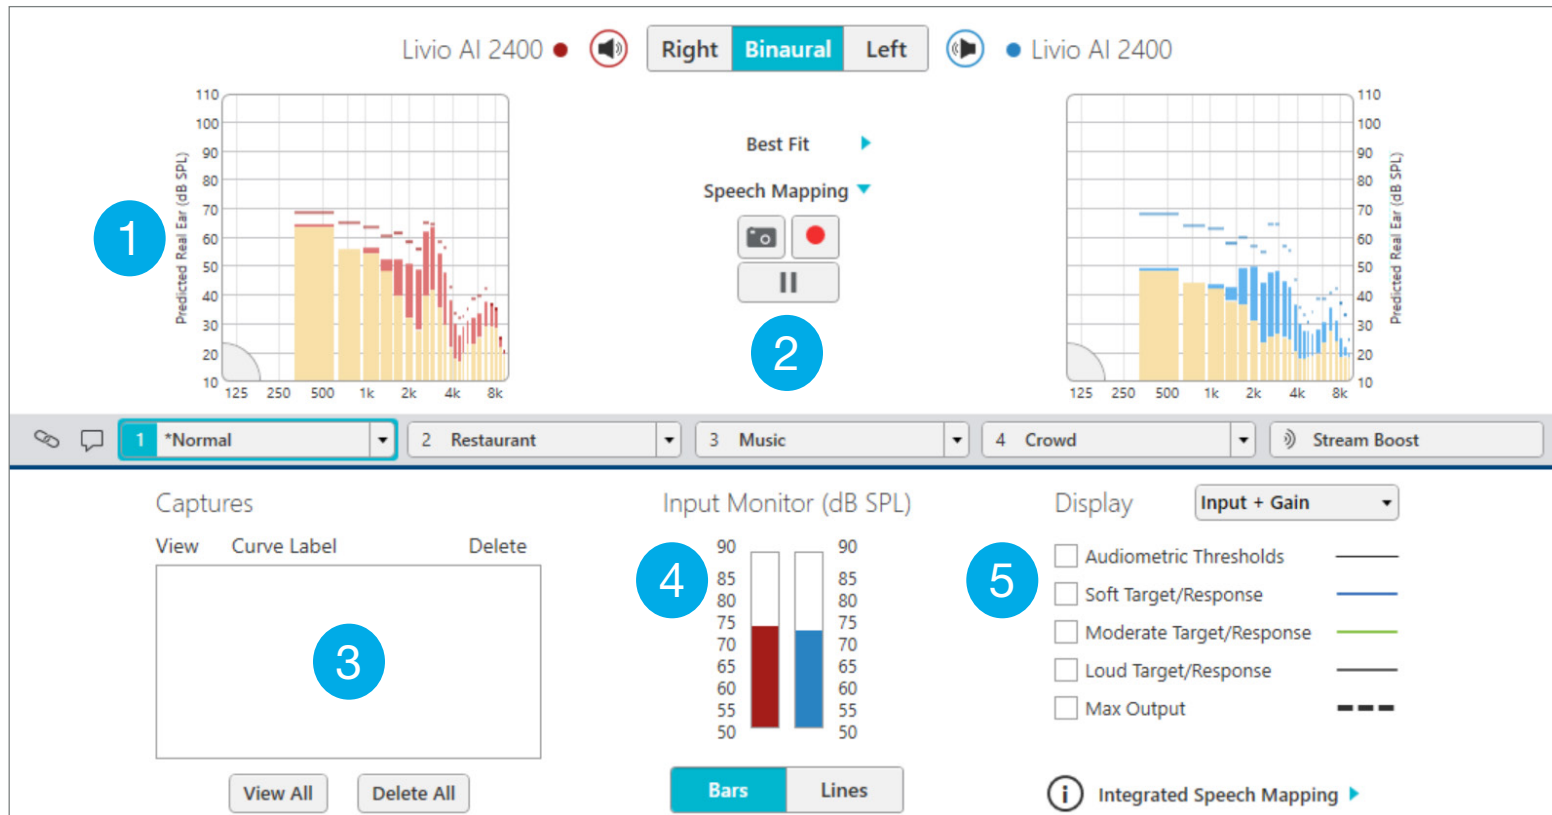 Livio AI 2400 Right Binaural Left Livio AI 2400
110
100
90
80
70
60
50
40
30
20
10
Predicted Real Ear (dB SPL)
125 250 500 1k 2k 4k 8k
1
Best Fit
Speech Mapping
2
110
100
90
80
70
60
50
40
30
20
10
Predicted Real Ear (dB SPL)
125 250 500 1k 2k 4k 8k
1 *Normal 2 Restaurant 3 Music 4 Crowd Stream Boost
Captures
View Curve Label Delete
3
View All Delete All
Input Monitor (dB SPL)
4
90 90
85 85
80 80
75 75
70 70
65 65
60 60
55 55
50 50
Bars Lines
Display Input + Gain
5
Audiometric Thresholds
Soft Target/Response
Moderate Target/Response
Loud Target/Response
Max Output
i Integrated Speech Mapping